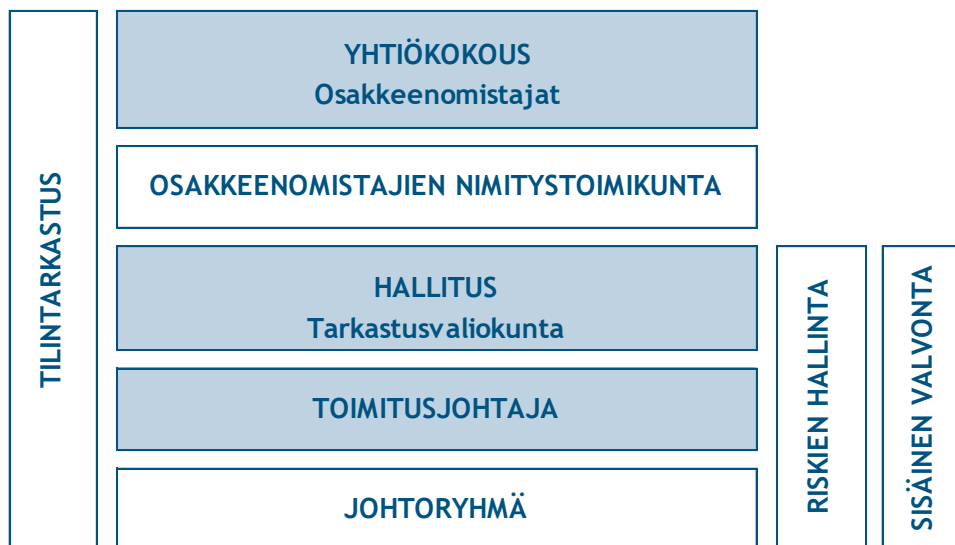 TILINTARKASTUS
YHTIÖKOKOUS
Osakkeenomistajat
OSAKKEENOMISTAJIEN NIMITYSTOIMIKUNTA
HALLITUS
Tarkastusvaliokunta
TOIMITUSJOHTAJA
JOHTORYHMÄ
RISKIEN HALLINTA
SISÄINEN VALVONTA